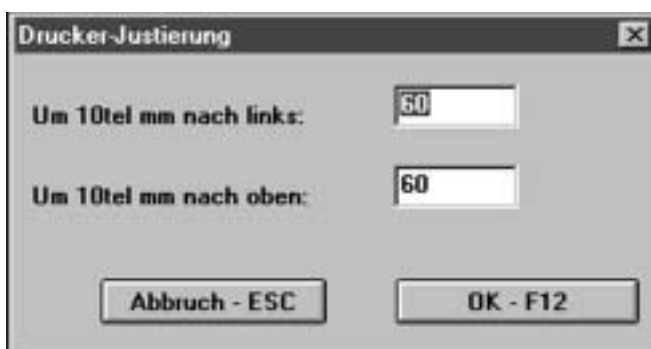 Drucker-Justierung
Um 10tel mm nach links: 60
Um 10tel mm nach oben: 60
Abbruch - ESC OK - F12